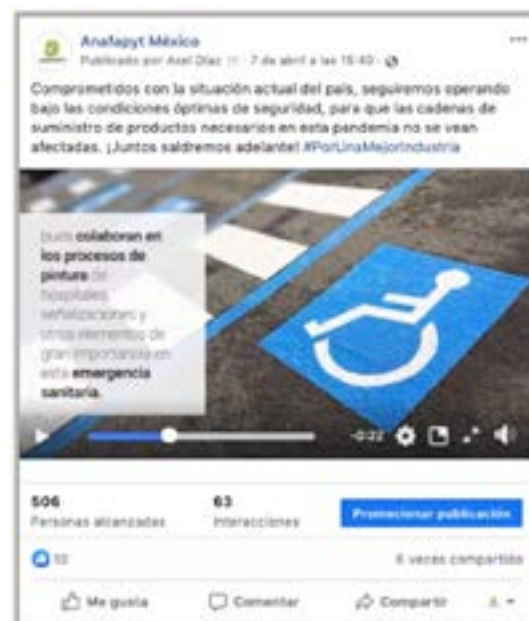 Anafapyt México
Publicado por Axel Díaz · 7 de abril a las 15:40 ·
Comprometidos con la situación actual del país, seguiremos operando
bajo las condiciones óptimas de seguridad, para que las cadenas de
suministro de productos necesarios en esta pandemia no se vean
afectadas. ¡Juntos saldremos adelante! #PorUnaMejorIndustria
pues colaboran en
los procesos de
pintura de
hospitales,
señalizaciones y
otros elementos de
gran importancia en
esta emergencia
sanitaria.
-0:22
506
Personas alcanzadas
63
Interacciones
Promocionar publicación
6 veces compartido
Me gusta
Comentar
Compartir